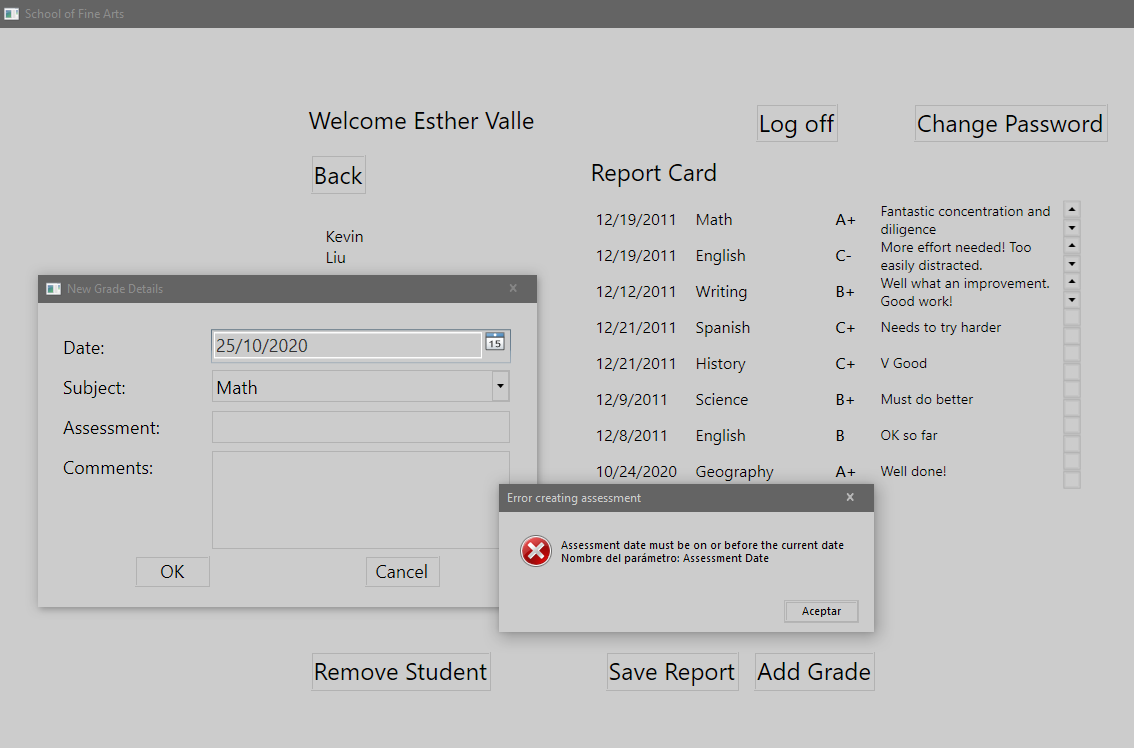 School of Fine Arts
Welcome Esther Valle
Log off
Change Password
Back
Report Card
Kevin
Liu
12/19/2011 Math A+ Fantastic concentration and
diligence
12/19/2011 English C- More effort needed! Too
easily distracted.
12/12/2011 Writing B+ Well what an improvement.
Good work!
12/21/2011 Spanish C+ Needs to try harder
12/21/2011 History C+ V Good
12/9/2011 Science B+ Must do better
12/8/2011 English B OK so far
10/24/2020 Geography A+ Well done!
New Grade Details
Date: 25/10/2020 15
Subject: Math
Assessment:
Comments:
OK Cancel
Error creating assessment
Assessment date must be on or before the current date
Nombre del parámetro: Assessment Date
Aceptar
Remove Student
Save Report
Add Grade